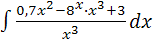 ∫ (0,7x² − 8ˣ·x³ + 3)/x³ dx